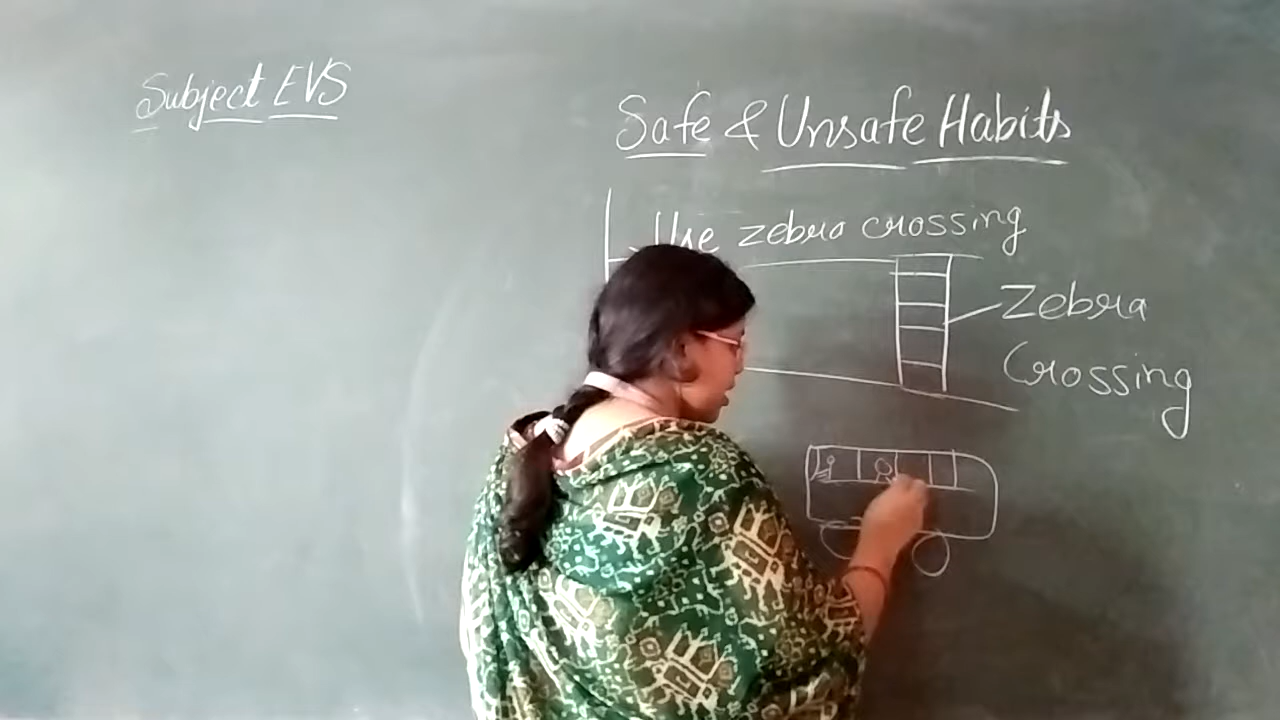 Subject EVS
Safe & Unsafe Habits
Use zebra crossing
Zebra
Crossing